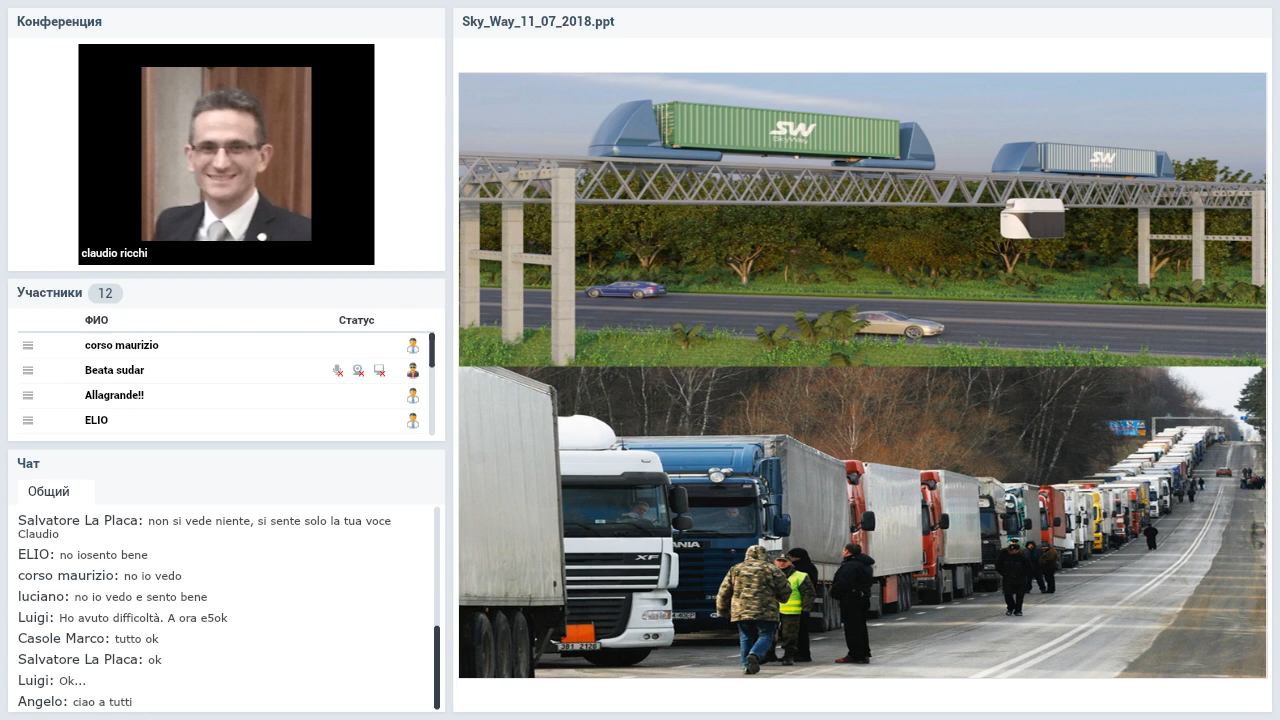 Конференция
claudio ricchi
Участники 12
ФИО Статус
corso maurizio
Beata sudar
Allagrande!!
ELIO
Чат
Общий
Salvatore La Placa: non si vede niente, si sente solo la tua voce
Claudio
ELIO: no iosento bene
corso maurizio: no io vedo
luciano: no io vedo e sento bene
Luigi: Ho avuto difficoltà. A ora e5ok
Casole Marco: tutto ok
Salvatore La Placa: ok
Luigi: Ok...
Angelo: ciao a tutti
Sky_Way_11_07_2018.ppt
SW
SkyWay
SW
XF